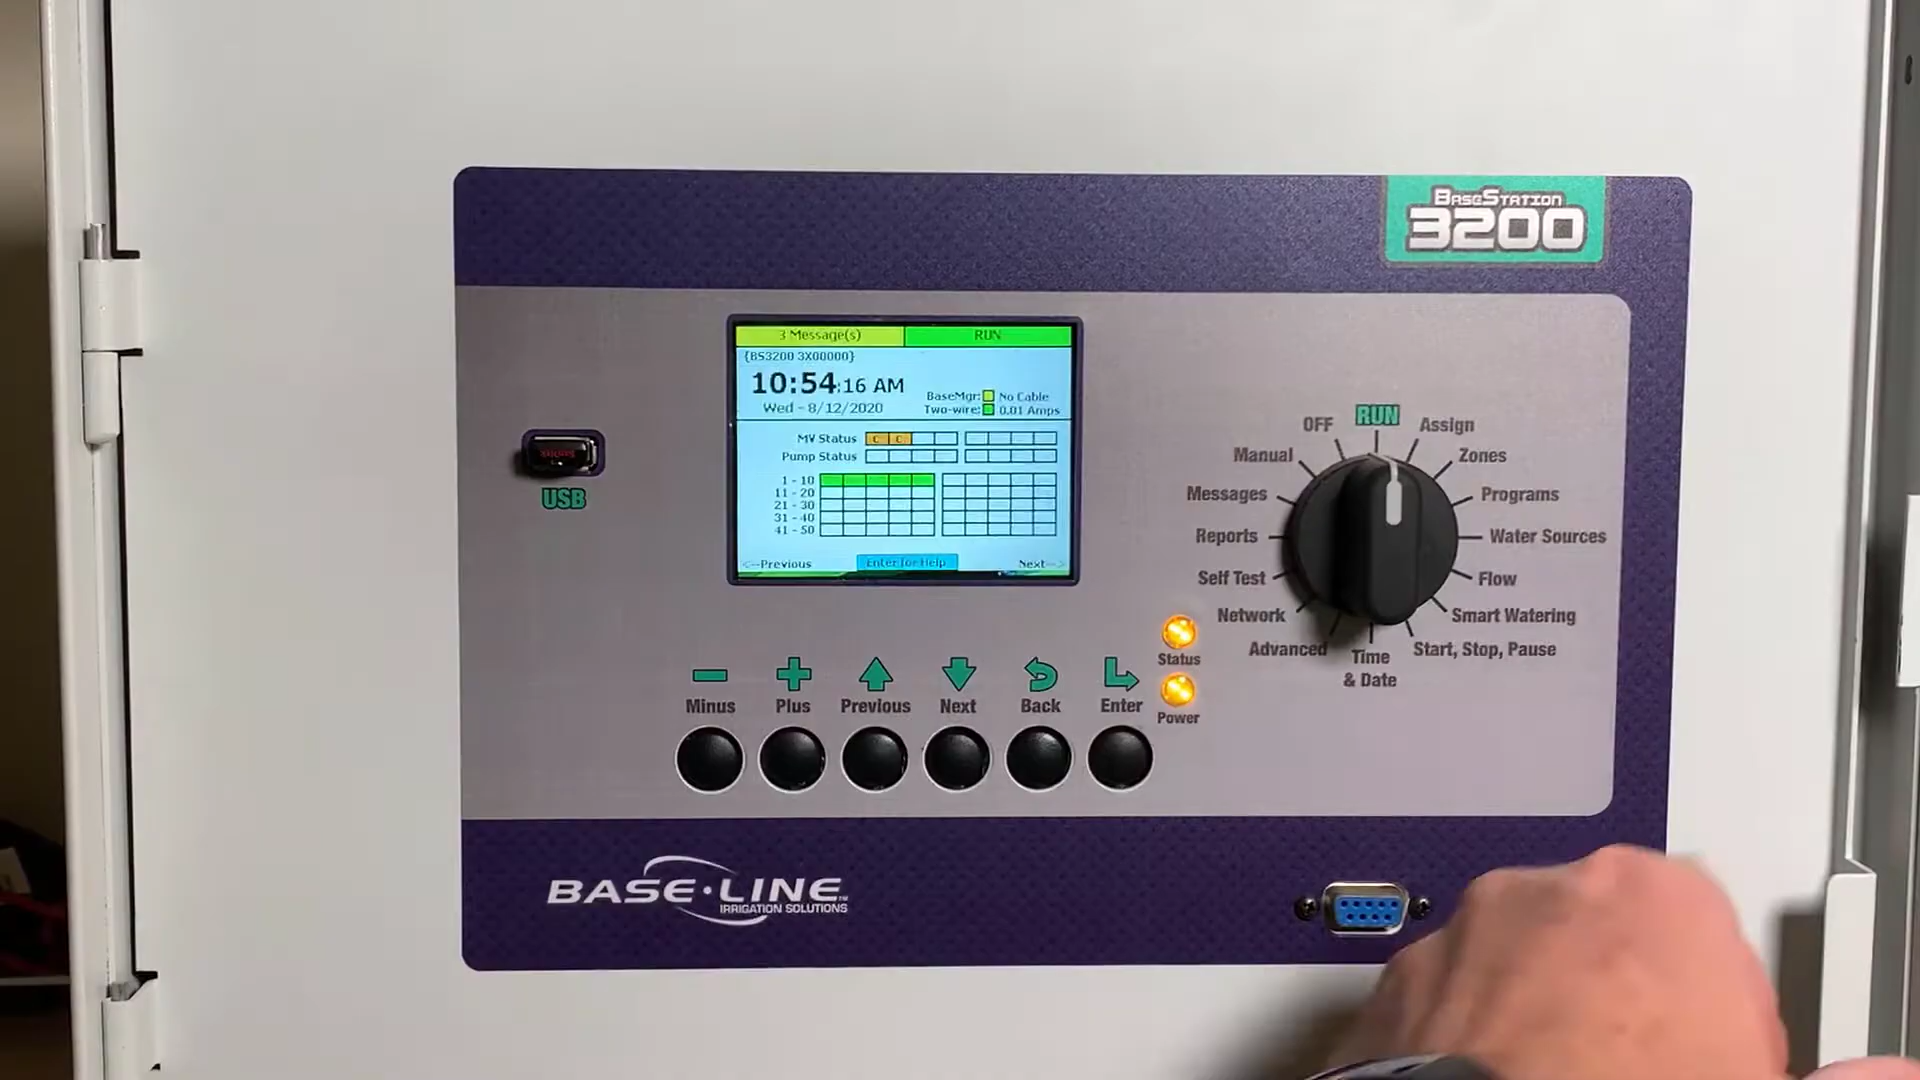 BASESTATION
3200
3 Message(s) RUN
{BS3200 3X00000}
10:54:16 AM
Wed - 8/12/2020
BaseMgr: No Cable
Two-wire: 0.01 Amps
MV Status C C
Pump Status
1 - 10
11 - 20
21 - 30
31 - 40
41 - 50
<--Previous Enter for Help Next-->
USB
OFF RUN Assign
Manual Zones
Messages Programs
Reports Water Sources
Self Test Flow
Network Smart Watering
Advanced Time & Date Start, Stop, Pause
Status
Power
Minus Plus Previous Next Back Enter
BASE·LINE
IRRIGATION SOLUTIONS